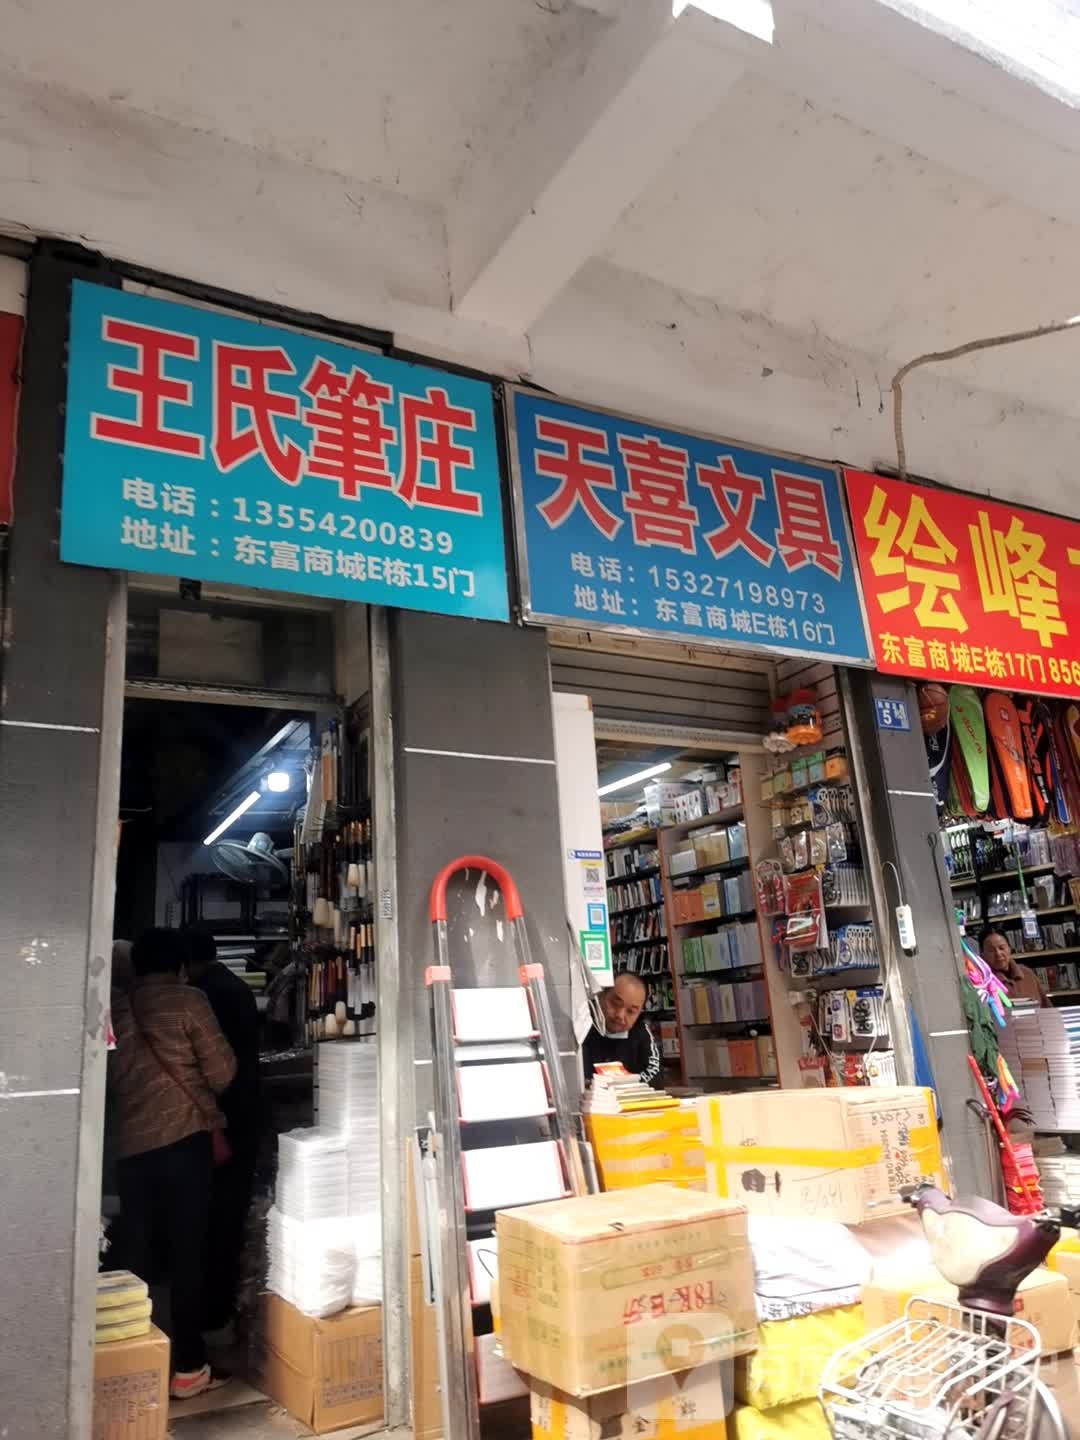 王氏筆庄
电话：13554200839
地址：东富商城E栋15门
天喜文具
电话：15327198973
地址：东富商城E栋16门
绘峰
东富商城E栋17门 856
5
18K